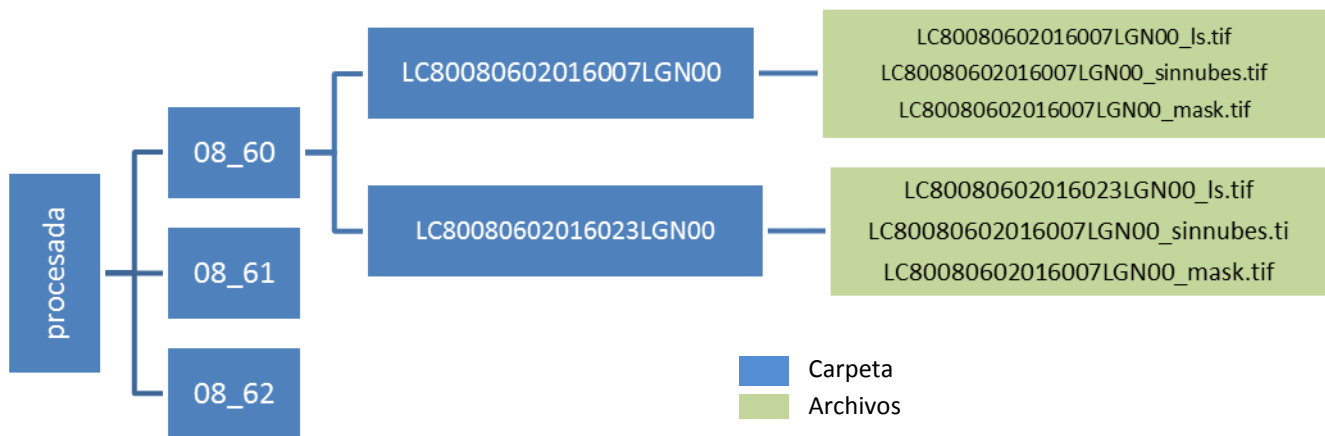 procesada
08_60
08_61
08_62
LC80080602016007LGN00
LC80080602016023LGN00
LC80080602016007LGN00_ls.tif
LC80080602016007LGN00_sinnubes.tif
LC80080602016007LGN00_mask.tif
LC80080602016023LGN00_ls.tif
LC80080602016007LGN00_sinnubes.ti
LC80080602016007LGN00_mask.tif
Carpeta
Archivos